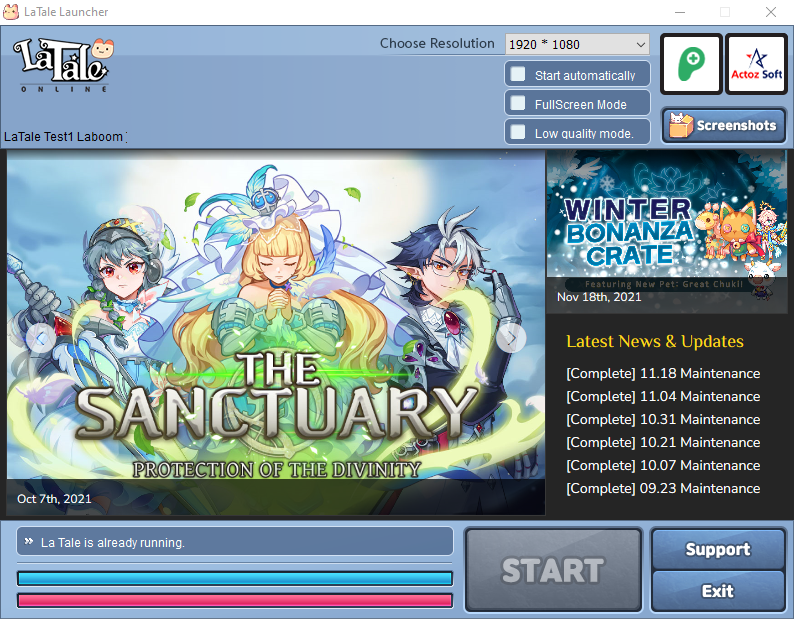 LaTale Launcher
LaTale
ONLINE
Choose Resolution
1920 * 1080
Start automatically
FullScreen Mode
Low quality mode.
Actoz Soft
Screenshots
LaTale Test1 Laboom
THE
SANCTUARY
PROTECTION OF THE DIVINITY
Oct 7th, 2021
WINTER
BONANZA
CRATE
Featuring New Pet: Great Chukli
Nov 18th, 2021
Latest News & Updates
[Complete] 11.18 Maintenance
[Complete] 11.04 Maintenance
[Complete] 10.31 Maintenance
[Complete] 10.21 Maintenance
[Complete] 10.07 Maintenance
[Complete] 09.23 Maintenance
» La Tale is already running.
START
Support
Exit